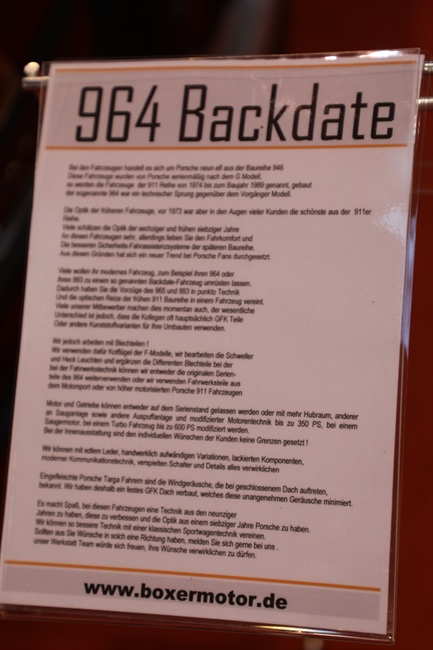 964 Backdate
Bei den Fahrzeugen handelt es sich um Porsche neun elf aus der Baureihe 946
Diese Fahrzeuge wurden von Porsche serienmäßig nach dem G Modell,
so werden die Fahrzeuge der 911 Reihe von 1974 bis zum Baujahr 1989 genannt, gebaut
der sogenannte 964 war ein technischer Sprung gegenüber dem Vorgänger Modell.
Die Optik der früheren Fahrzeuge, vor 1973 war aber in den Augen vieler Kunden die schönste aus der 911er
Reihe.
Viele schätzen die Optik der sechziger und frühen siebziger Jahre
An diesen Fahrzeugen sehr, allerdings lieben Sie den Fahrkomfort und
Die besseren Sicherheits-Fahrassistenzsysteme der späteren Baureihe.
Aus diesen Gründen hat sich ein neuer Trend bei Porsche Fans durchgesetzt.
Viele wollen ihr modernes Fahrzeug, zum Beispiel ihren 964 oder
Ihren 993 zu einem so genannten Backdate-Fahrzeug umrüsten lassen.
Dadurch haben Sie die Vorzüge des 965 und 993 in punkto Technik
Und die optischen Reize der frühen 911 Baureihe in einem Fahrzeug vereint.
Viele unserer Mitbewerber machen dies momentan auch, der wesentliche
Unterschied ist jedoch, dass die Kollegen oft hauptsächlich GFK Teile
Oder andere Kunstoffvarianten für Ihre Umbauten verwenden.
Wir jedoch arbeiten mit Blechteilen !
Wir verwenden dafür Kotflügel der F-Modelle, wir bearbeiten die Schweller
und Heck Leuchten und ergänzen die Differenten Blechteile bei der
bei der Fahrwerkstechnik können wir entweder die originalen Serien-
teile des 964 weiterverwenden oder wir verwenden Fahrwerksteile aus
dem Motorsport von höher motorisierten Porsche 911 Fahrzeugen
Motor und Getriebe können entweder auf dem Serienstand gelassen werden oder mit mehr Hubraum, anderer
an Sauganlage sowie andere Auspuffanlage und modifizierter Motorentechnik bis zu 350 PS, bei einem
Saugermotor, bei einem Turbo Fahrzeug bis zu 600 PS modifiziert werden.
Bei der Innenausstattung sind den individuellen Wünschen der Kunden keine Grenzen gesetzt !
Wir können mit edlem Leder, handwerklich aufwändigen Variationen, lackierten Komponenten,
moderner Kommunikationstechnik, verspielten Schalter und Details alles verwirklichen
Eingefleischte Porsche Targa Fahrern sind die Windgeräusche, die bei geschlossenem Dach auftreten,
bekannt. Wir haben deshalb ein festes GFK Dach verbaut, welches diese unangenehmen Geräusche minimiert.
Es macht Spaß, bei diesen Fahrzeugen eine Technik aus den neunziger
Jahren zu haben, diese zu verbessen und die Optik aus einem siebziger Jahre Porsche zu haben.
Wir können so bessere Technik mit einer klassischen Sportwagentechnik vereinen.
Sollten aus Sie Wünsche in solch eine Richtung haben, melden Sie sich gerne bei uns .
unser Werkstatt Team würde sich freuen, ihre Wünsche verwirklichen zu dürfen.
www.boxermotor.de